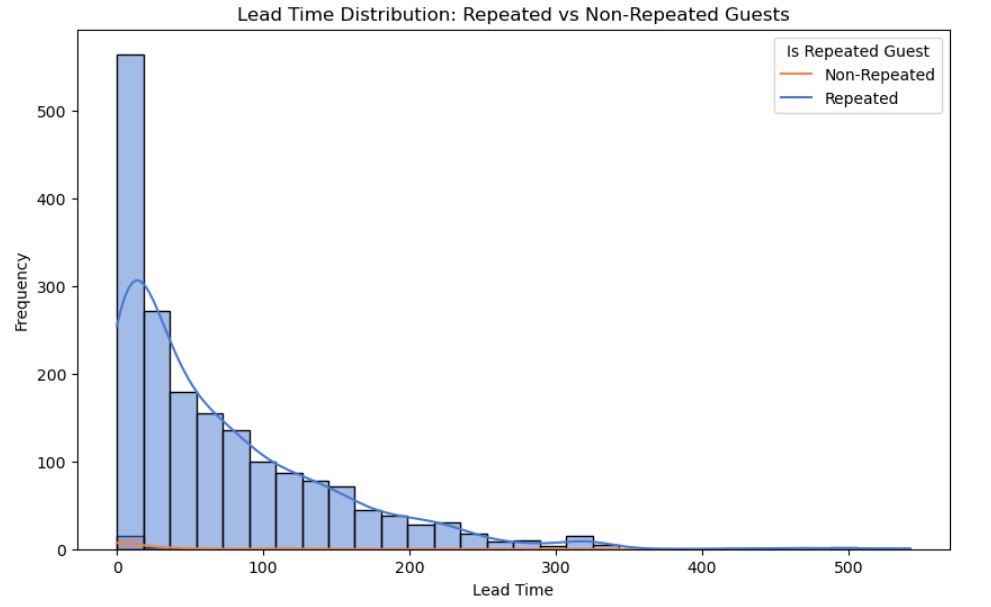 Lead Time Distribution: Repeated vs Non-Repeated Guests
Is Repeated Guest
Non-Repeated
Repeated
Frequency
500
400
300
200
100
0
0 100 200 300 400 500
Lead Time